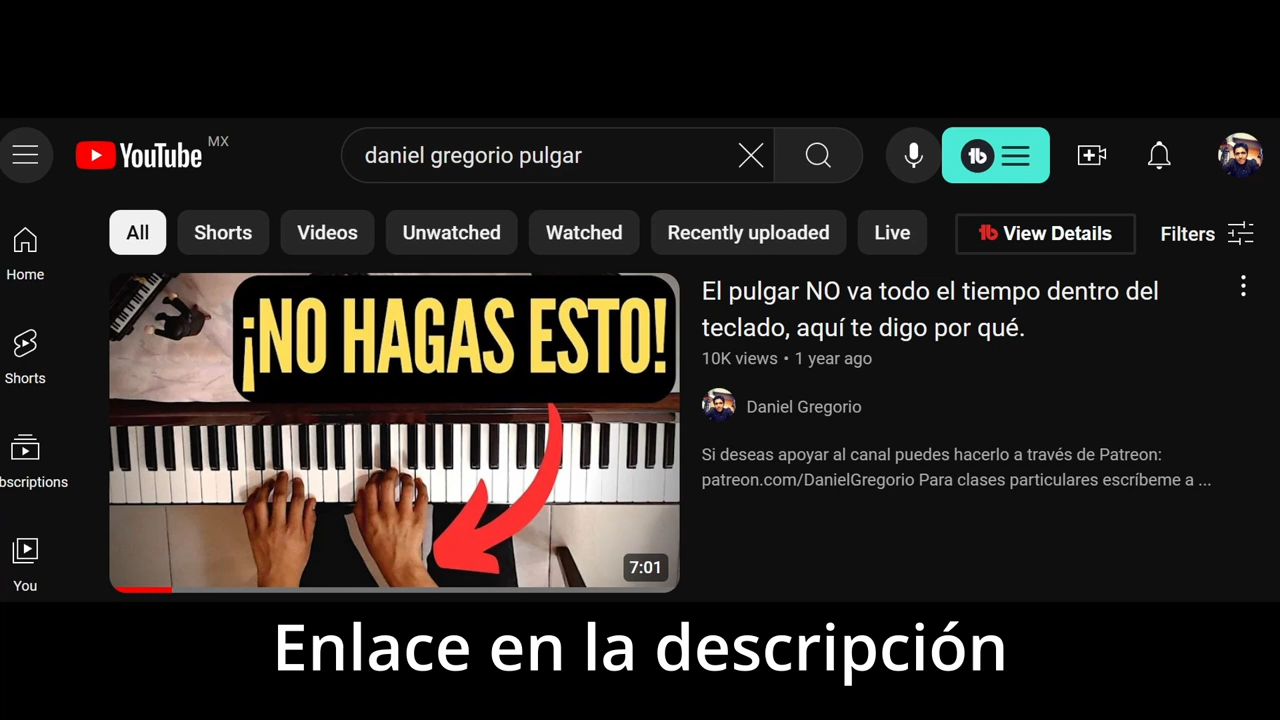 YouTube MX
daniel gregorio pulgar
All
Shorts
Videos
Unwatched
Watched
Recently uploaded
Live
View Details
Filters
Home
Shorts
bscriptions
You
¡NO HAGAS ESTO!
7:01
El pulgar NO va todo el tiempo dentro del
teclado, aquí te digo por qué.
10K views • 1 year ago
Daniel Gregorio
Si deseas apoyar al canal puedes hacerlo a través de Patreon:
patreon.com/DanielGregorio Para clases particulares escríbeme a ...
Enlace en la descripción